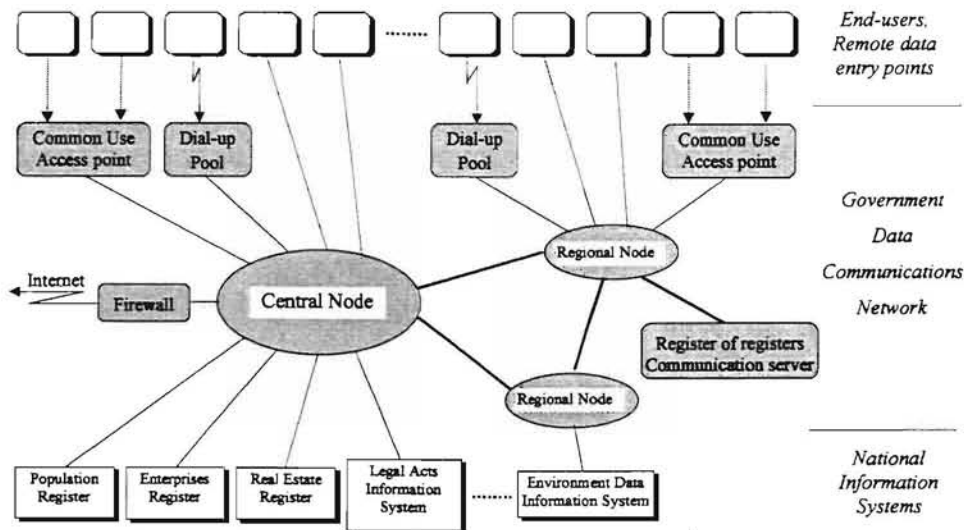 End-users,
Remote data
entry points
Common Use
Access point
Dial-up
Pool
Dial-up
Pool
Common Use
Access point
Government
Data
Communications
Network
Regional Node
Internet
Firewall
Central Node
Register of registers
Communication server
Regional Node
Population
Register
Enterprises
Register
Real Estate
Register
Legal Acts
Information
System
Environment Data
Information System
National
Information
Systems